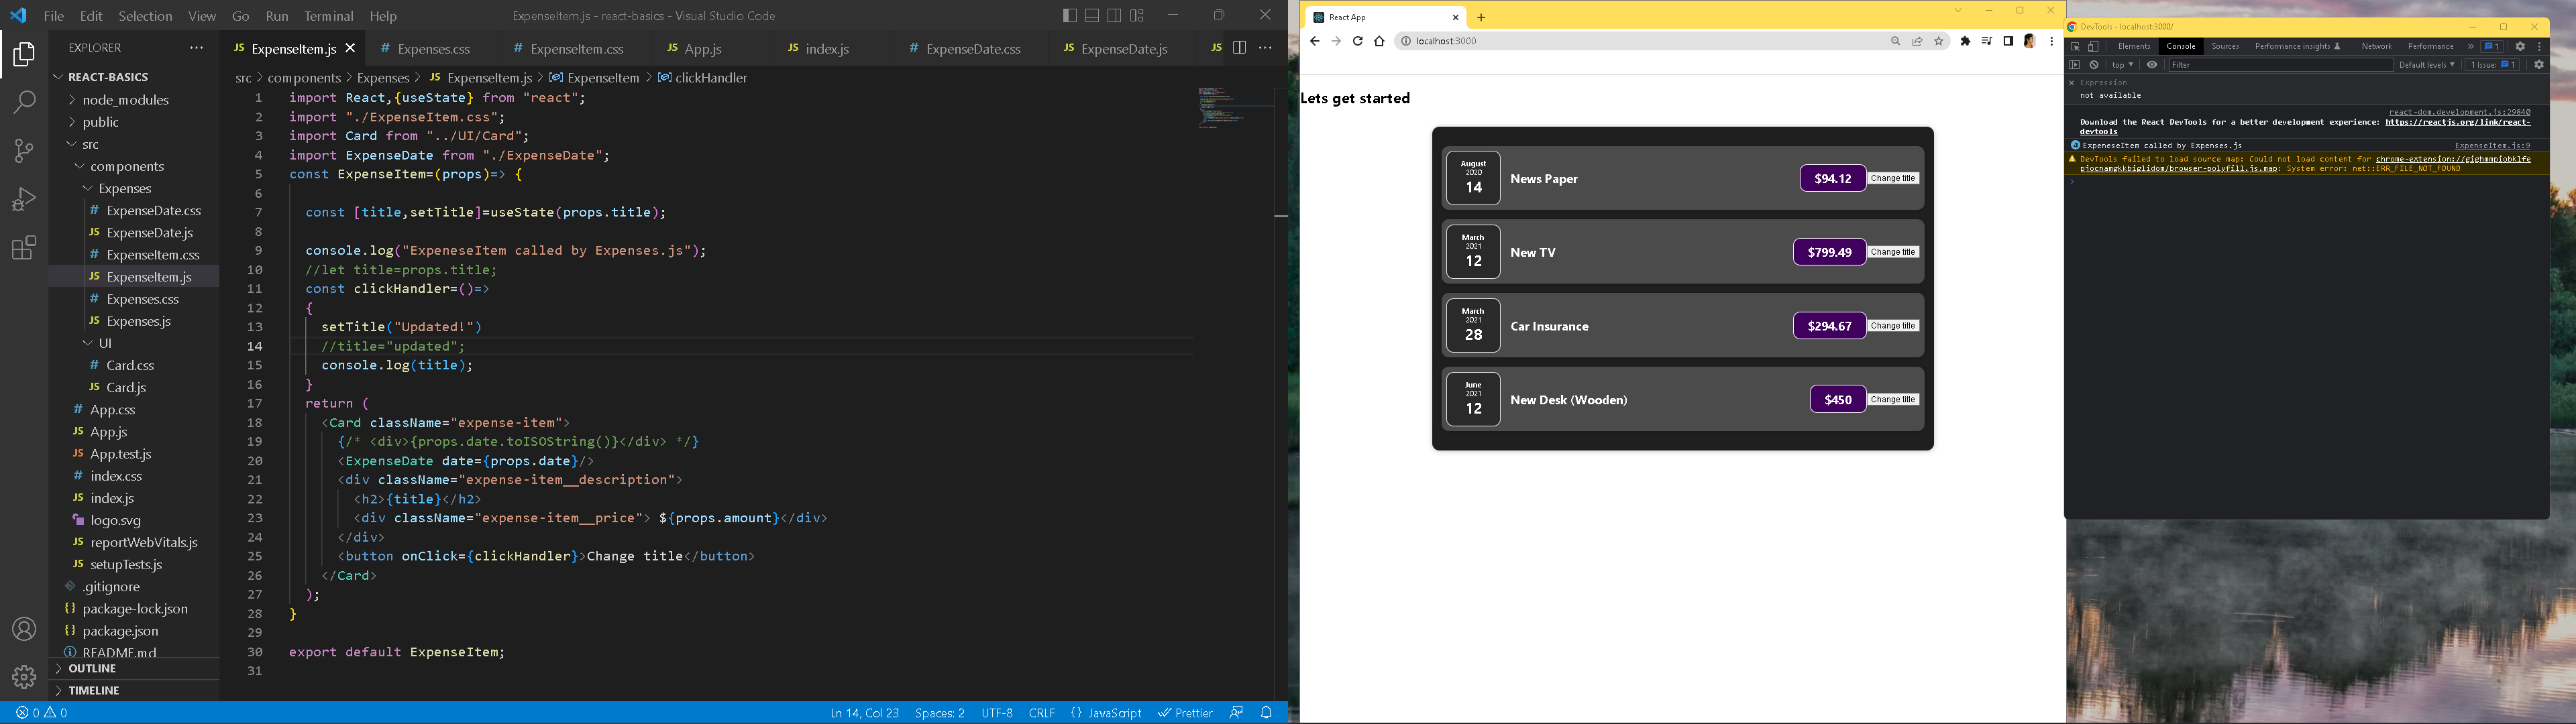 File Edit Selection View Go Run Terminal Help
ExpenseItem.js - react-basics - Visual Studio Code
EXPLORER
REACT-BASICS
node_modules
public
src
components
Expenses
# ExpenseDate.css
JS ExpenseDate.js
# ExpenseItem.css
JS ExpenseItem.js
# Expenses.css
JS Expenses.js
UI
# Card.css
JS Card.js
# App.css
JS App.js
JS App.test.js
# index.css
JS index.js
logo.svg
JS reportWebVitals.js
JS setupTests.js
.gitignore
{} package-lock.json
{} package.json
README.md
OUTLINE
TIMELINE
JS ExpenseItem.js # Expenses.css # ExpenseItem.css JS App.js JS index.js # ExpenseDate.css JS ExpenseDate.js JS
src > components > Expenses > JS ExpenseItem.js > ExpenseItem > clickHandler
1 import React,{useState} from "react";
2 import "./ExpenseItem.css";
3 import Card from "../UI/Card";
4 import ExpenseDate from "./ExpenseDate";
5 const ExpenseItem=(props)=> {
6
7 const [title,setTitle]=useState(props.title);
8
9 console.log("ExpeneseItem called by Expenses.js");
10 //let title=props.title;
11 const clickHandler=()=>
12 {
13 setTitle("Updated!")
14 //title="updated";
15 console.log(title);
16 }
17 return (
18 <Card className="expense-item">
19 {/* <div>{props.date.toISOString()}</div> */}
20 <ExpenseDate date={props.date}/>
21 <div className="expense-item__description">
22 <h2>{title}</h2>
23 <div className="expense-item__price"> ${props.amount}</div>
24 </div>
25 <button onClick={clickHandler}>Change title</button>
26 </Card>
27 );
28 }
29
30 export default ExpenseItem;
31
0 0
Ln 14, Col 23 Spaces: 2 UTF-8 CRLF {} JavaScript Prettier
React App
localhost:3000
Lets get started
August
2020
14
News Paper
$94.12
Change title
March
2021
12
New TV
$799.49
Change title
March
2021
28
Car Insurance
$294.67
Change title
June
2021
12
New Desk (Wooden)
$450
Change title
DevTools - localhost:3000/
Elements Console Sources Performance insights Network Performance » 1
top Filter Default levels 1 Issue: 1
Expression
not available
react-dom.development.js:29840
Download the React DevTools for a better development experience: https://reactjs.org/link/react-
devtools
4 ExpeneseItem called by Expenses.js ExpenseItem.js:9
DevTools failed to load source map: Could not load content for chrome-extension://gighmmpiobklfe
pjocnamgkkbiglidom/browser-polyfill.js.map: System error: net::ERR_FILE_NOT_FOUND